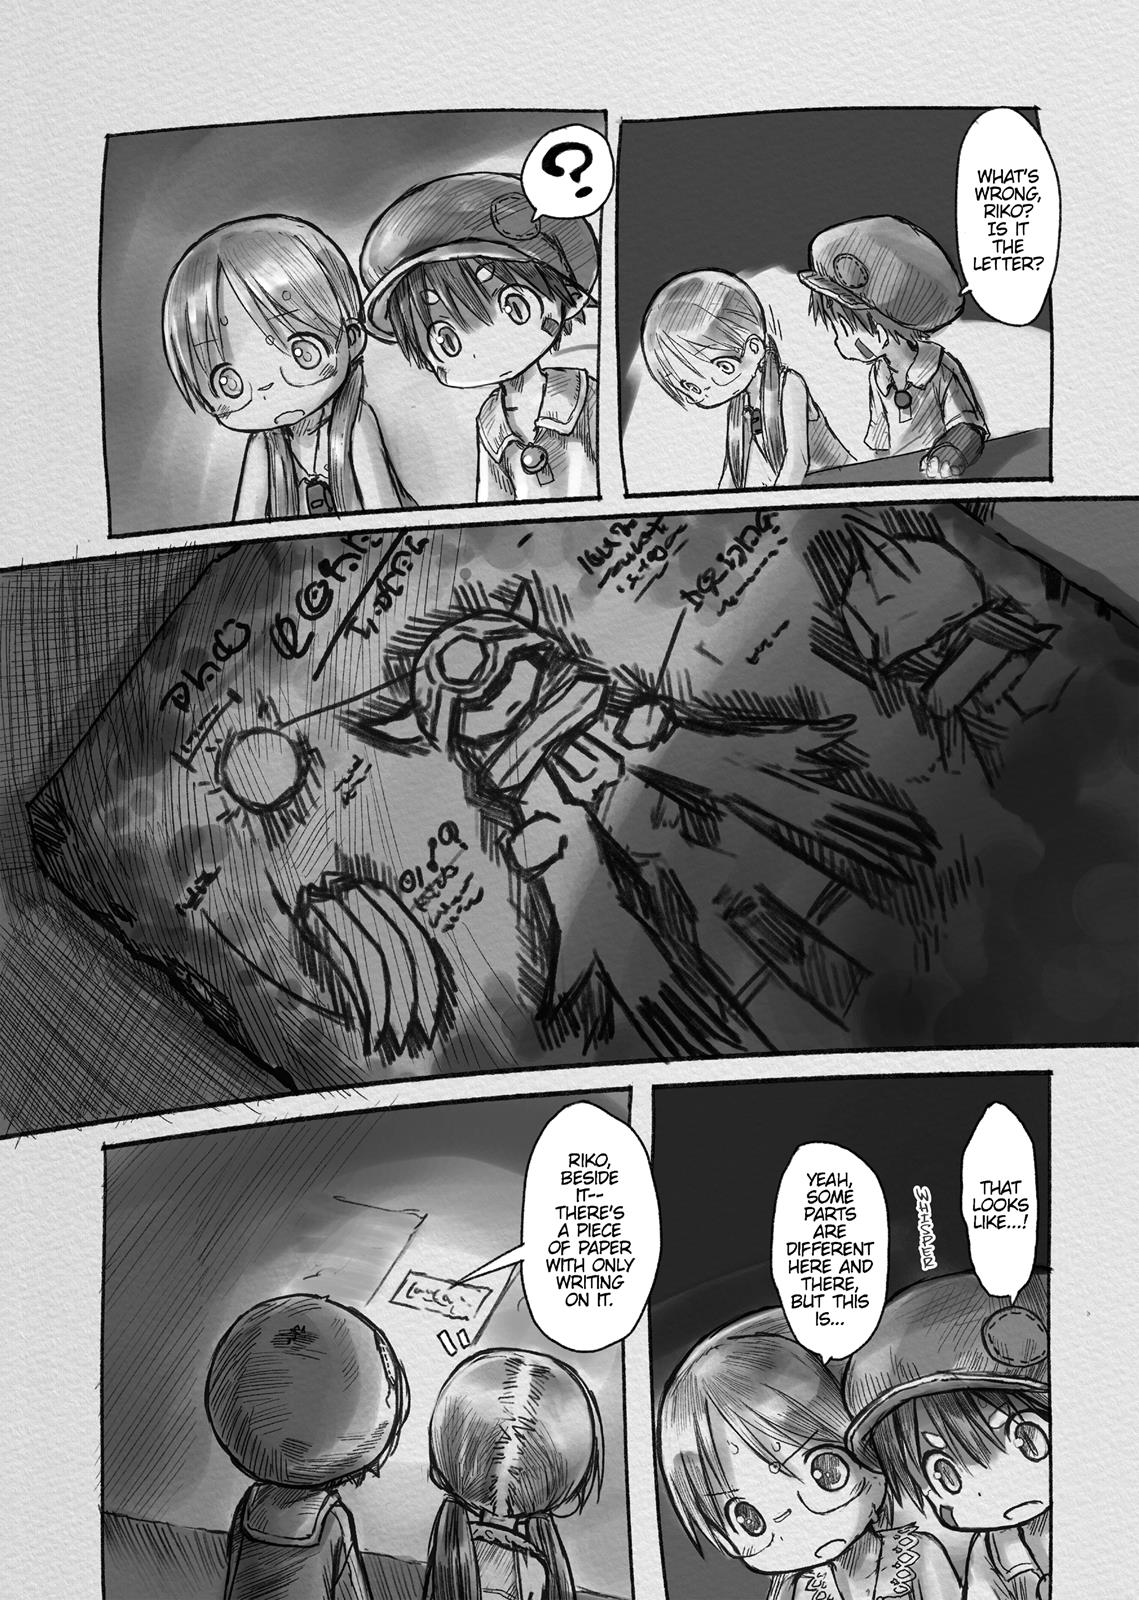 WHAT'S
WRONG,
RIKO?
IS IT
THE
LETTER?
?
THAT
LOOKS
LIKE...!
WHISPER
YEAH,
SOME
PARTS
ARE
DIFFERENT
HERE AND
THERE,
BUT THIS
IS...
RIKO,
BESIDE
IT--
THERE'S
A PIECE
OF PAPER
WITH ONLY
WRITING
ON IT.